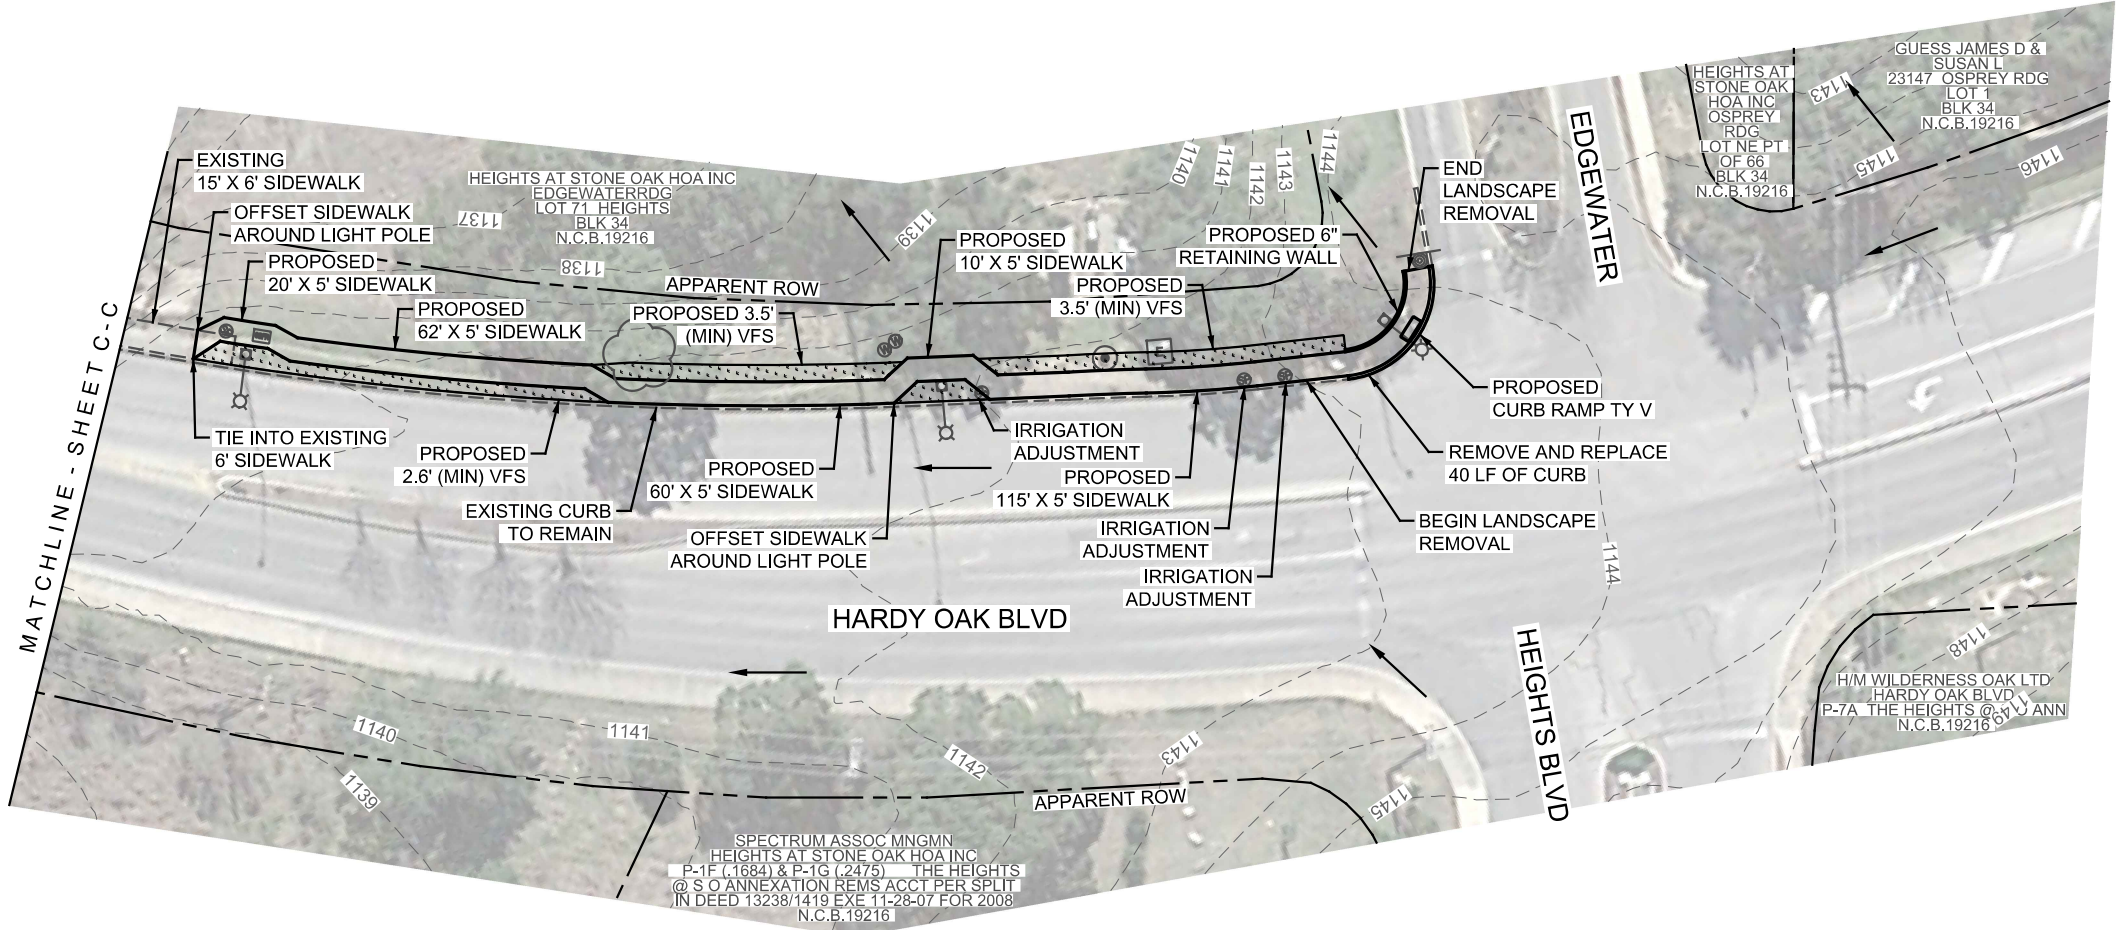 EXISTING
15' X 6' SIDEWALK
OFFSET SIDEWALK
AROUND LIGHT POLE
PROPOSED
20' X 5' SIDEWALK
PROPOSED
62' X 5' SIDEWALK
HEIGHTS AT STONE OAK HOA INC
EDGEWATERRDG
LOT 71 HEIGHTS
BLK 34
N.C.B.19216
1137
1138
1139
APPARENT ROW
PROPOSED 3.5'
(MIN) VFS
PROPOSED
10' X 5' SIDEWALK
PROPOSED
3.5' (MIN) VFS
PROPOSED 6"
RETAINING WALL
1140
1141
1142
1143
1144
END
LANDSCAPE
REMOVAL
EDGEWATER
HEIGHTS AT
STONE OAK
HOA INC
OSPREY
RDG
LOT NE PT
OF 66
BLK 34
N.C.B.19216
GUESS JAMES D &
SUSAN L
23147 OSPREY RDG
LOT 1
BLK 34
N.C.B.19216
1143
1145
1146
MATCHLINE - SHEET C-C
TIE INTO EXISTING
6' SIDEWALK
PROPOSED
2.6' (MIN) VFS
EXISTING CURB
TO REMAIN
PROPOSED
60' X 5' SIDEWALK
OFFSET SIDEWALK
AROUND LIGHT POLE
IRRIGATION
ADJUSTMENT
PROPOSED
115' X 5' SIDEWALK
IRRIGATION
ADJUSTMENT
IRRIGATION
ADJUSTMENT
PROPOSED
CURB RAMP TY V
REMOVE AND REPLACE
40 LF OF CURB
BEGIN LANDSCAPE
REMOVAL
1144
HARDY OAK BLVD
HEIGHTS BLVD
1148
1149
H/M WILDERNESS OAK LTD
HARDY OAK BLVD
P-7A THE HEIGHTS @ U ANN
N.C.B.19216
1140
1141
1142
1143
1139
1145
APPARENT ROW
SPECTRUM ASSOC MNGMN
HEIGHTS AT STONE OAK HOA INC
P-1F (.1684) & P-1G (.2475) THE HEIGHTS
@ S O ANNEXATION REMS ACCT PER SPLIT
IN DEED 13238/1419 EXE 11-28-07 FOR 2008
N.C.B.19216